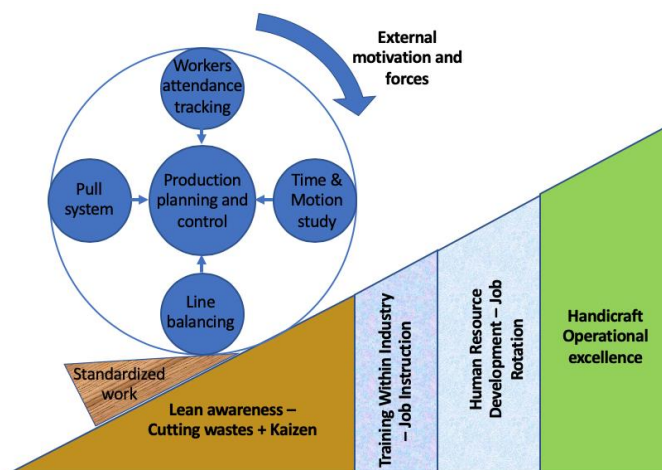 External
motivation and
forces
Workers
attendance
tracking
Pull
system
Production
planning and
control
Time &
Motion
study
Line
balancing
Standardized
work
Lean awareness –
Cutting wastes + Kaizen
Training Within Industry
– Job Instruction
Human Resource
Development – Job
Rotation
Handicraft
Operational
excellence